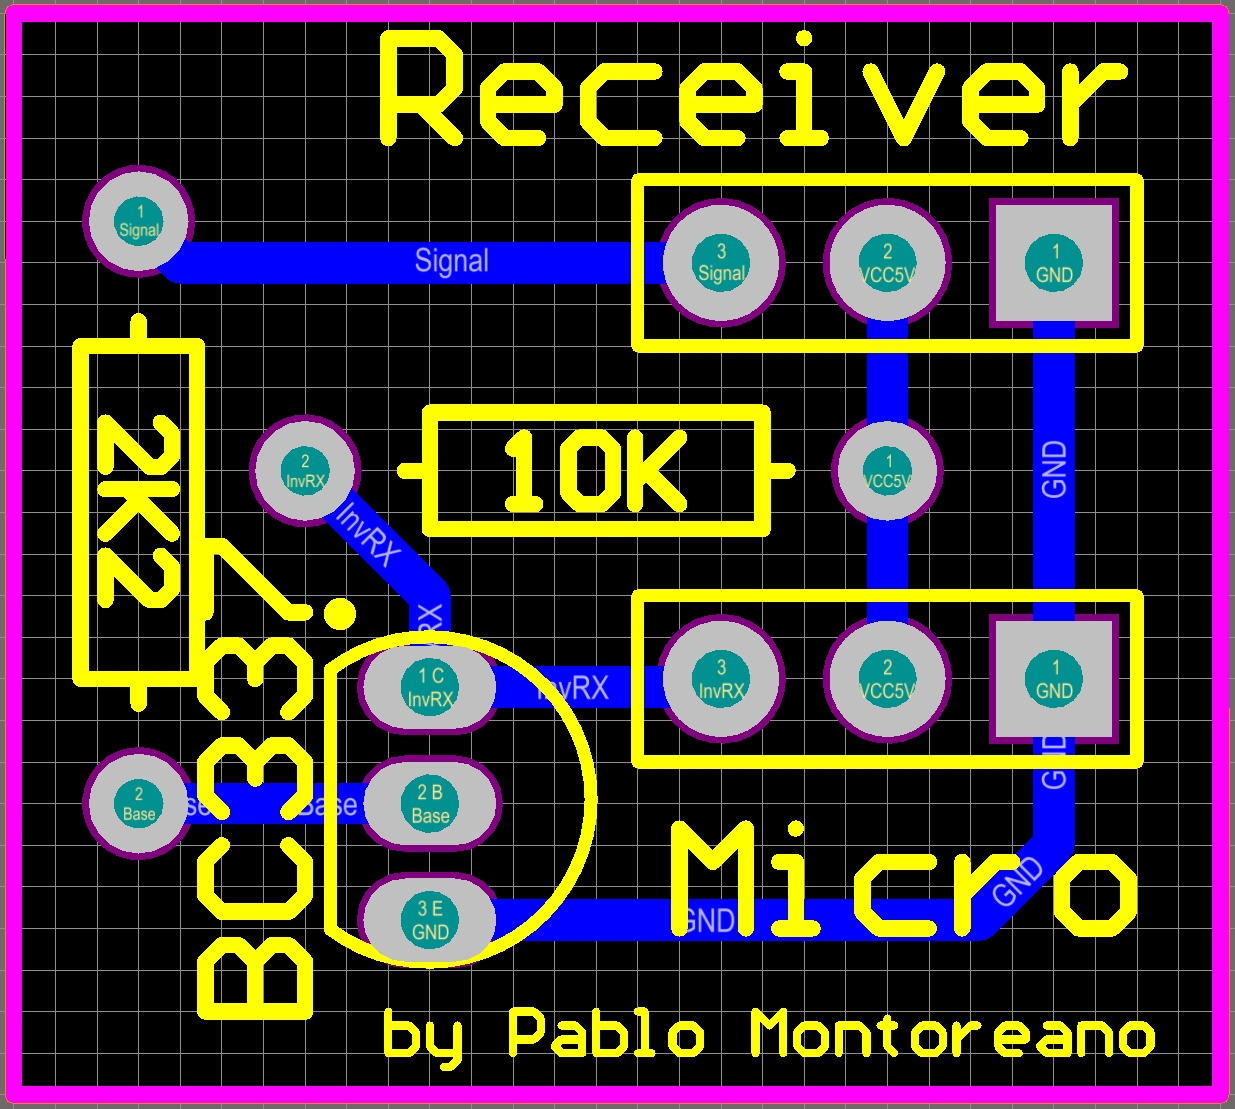 Receiver
1
Signal
Signal
3
Signal
2
VCC5V
1
GND
2K2
2
InvRX
InvRX
10K
1
VCC5V
GND
RX
BC337
1 C
InvRX
InvRX
3
InvRX
2
VCC5V
1
GND
GND
2
Base
se
Base
2 B
Base
3 E
GND
GND
GND
Micro
by Pablo Montoreano